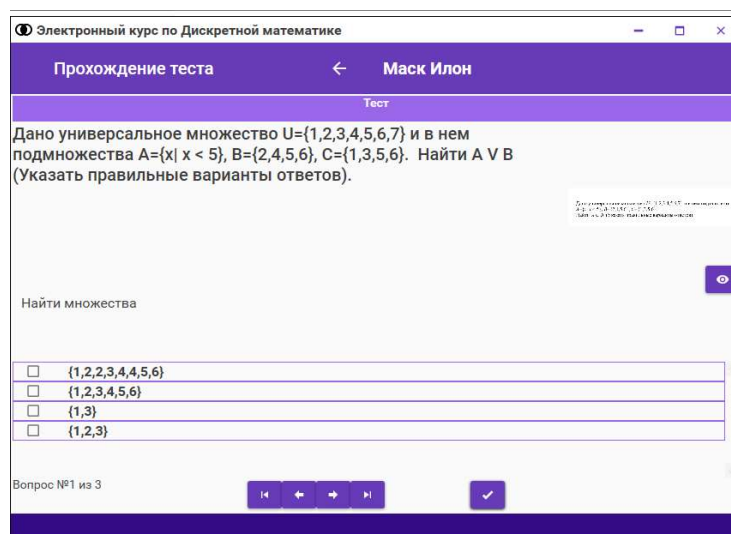 Электронный курс по Дискретной математике
Прохождение теста
Маск Илон
Тест
Дано универсальное множество U={1,2,3,4,5,6,7} и в нем
подмножества A={x| x < 5}, B={2,4,5,6}, C={1,3,5,6}. Найти A V B
(Указать правильные варианты ответов).
Найти множества
{1,2,2,3,4,4,5,6}
{1,2,3,4,5,6}
{1,3}
{1,2,3}
Вопрос №1 из 3